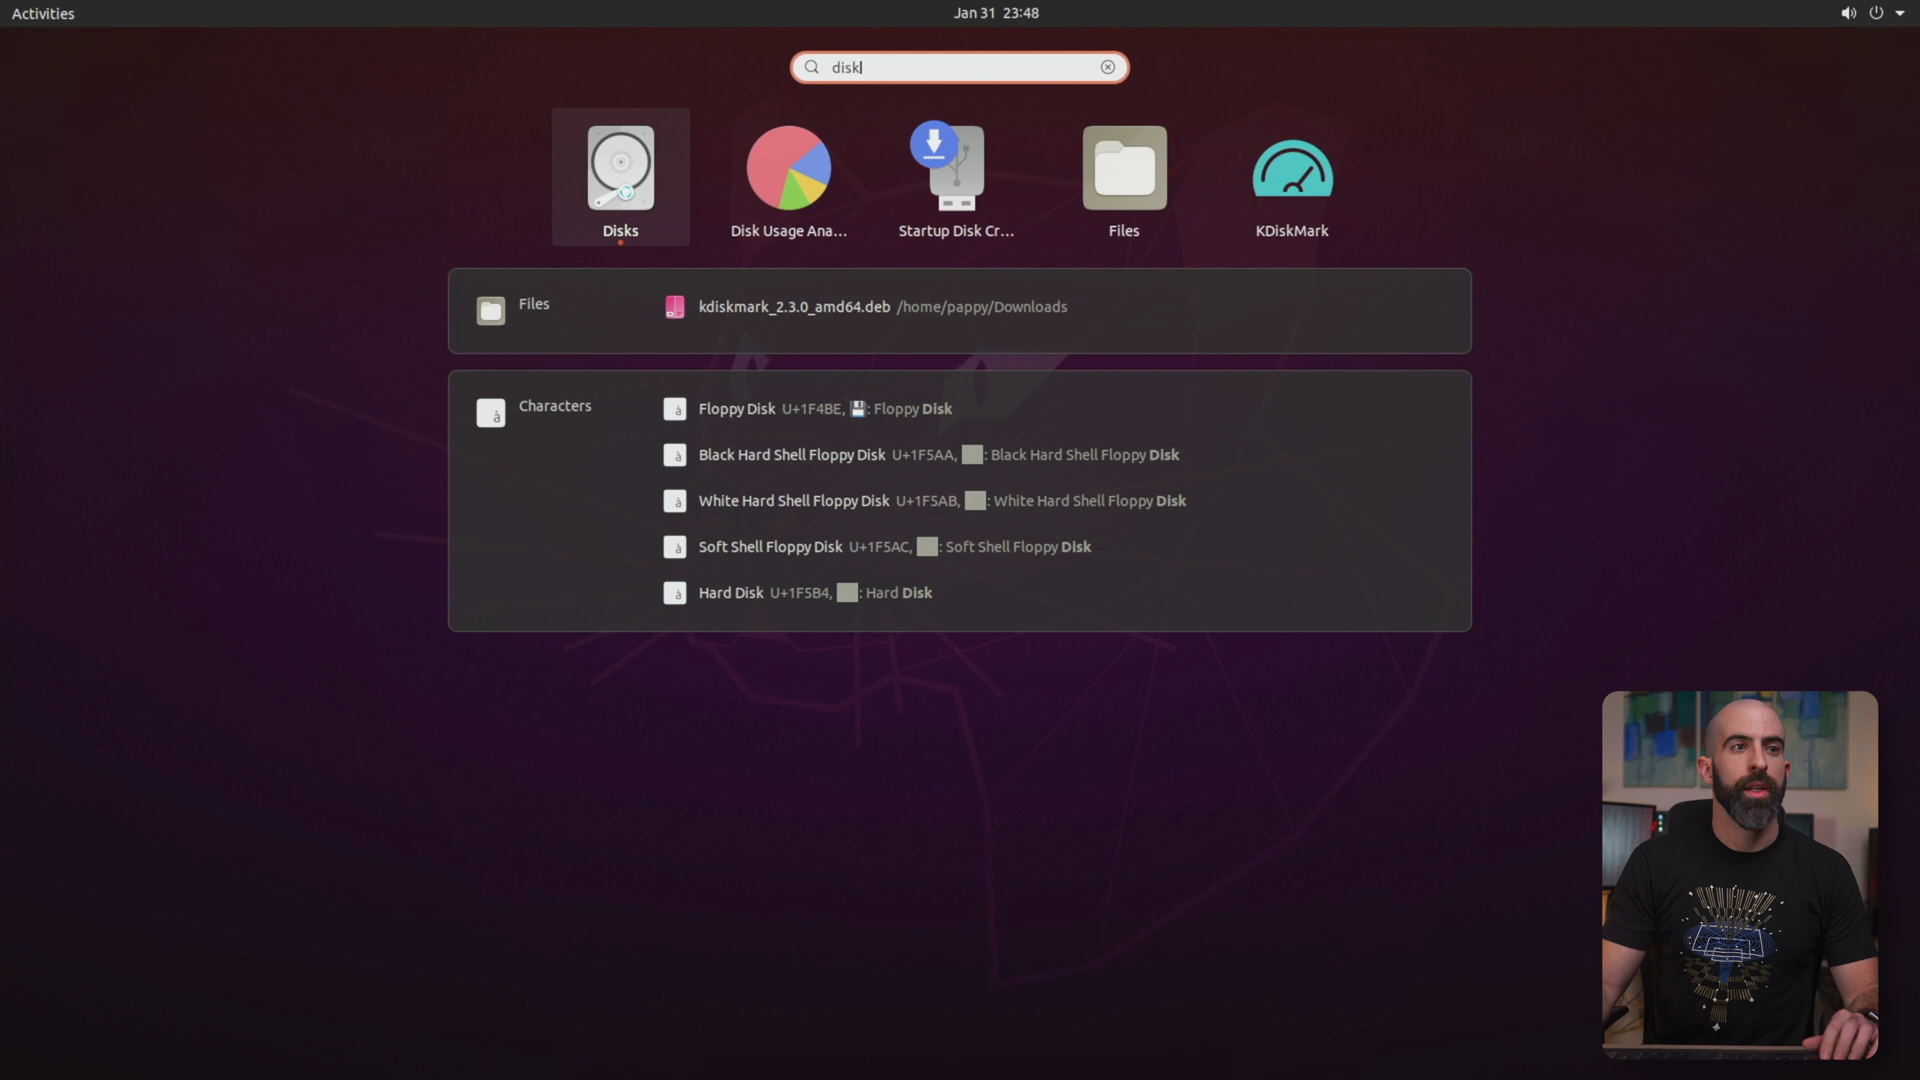 Activities
Jan 31 23:48
disk
Disks
Disk Usage Ana...
Startup Disk Cr...
Files
KDiskMark
Files
kdiskmark_2.3.0_amd64.deb /home/pappy/Downloads
Characters
Floppy Disk U+1F4BE, 💾: Floppy Disk
Black Hard Shell Floppy Disk U+1F5AA, : Black Hard Shell Floppy Disk
White Hard Shell Floppy Disk U+1F5AB, : White Hard Shell Floppy Disk
Soft Shell Floppy Disk U+1F5AC, : Soft Shell Floppy Disk
Hard Disk U+1F5B4, : Hard Disk